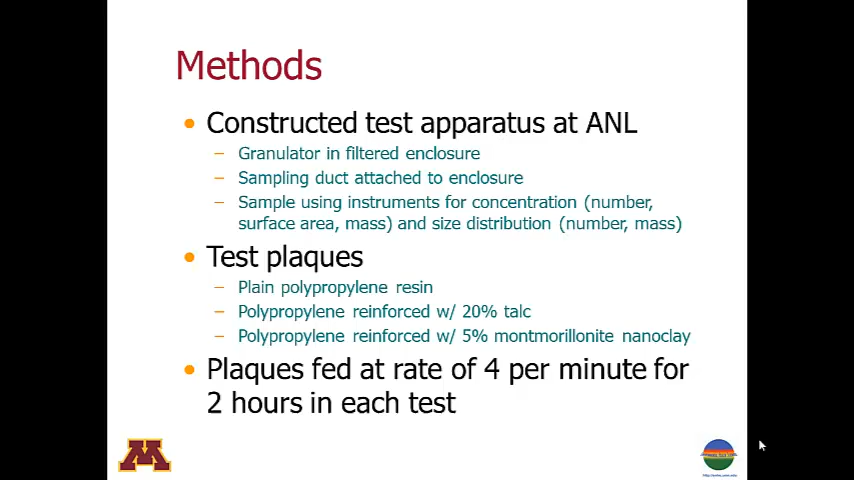 Methods
• Constructed test apparatus at ANL
– Granulator in filtered enclosure
– Sampling duct attached to enclosure
– Sample using instruments for concentration (number,
surface area, mass) and size distribution (number, mass)
• Test plaques
– Plain polypropylene resin
– Polypropylene reinforced w/ 20% talc
– Polypropylene reinforced w/ 5% montmorillonite nanoclay
• Plaques fed at rate of 4 per minute for
2 hours in each test
M